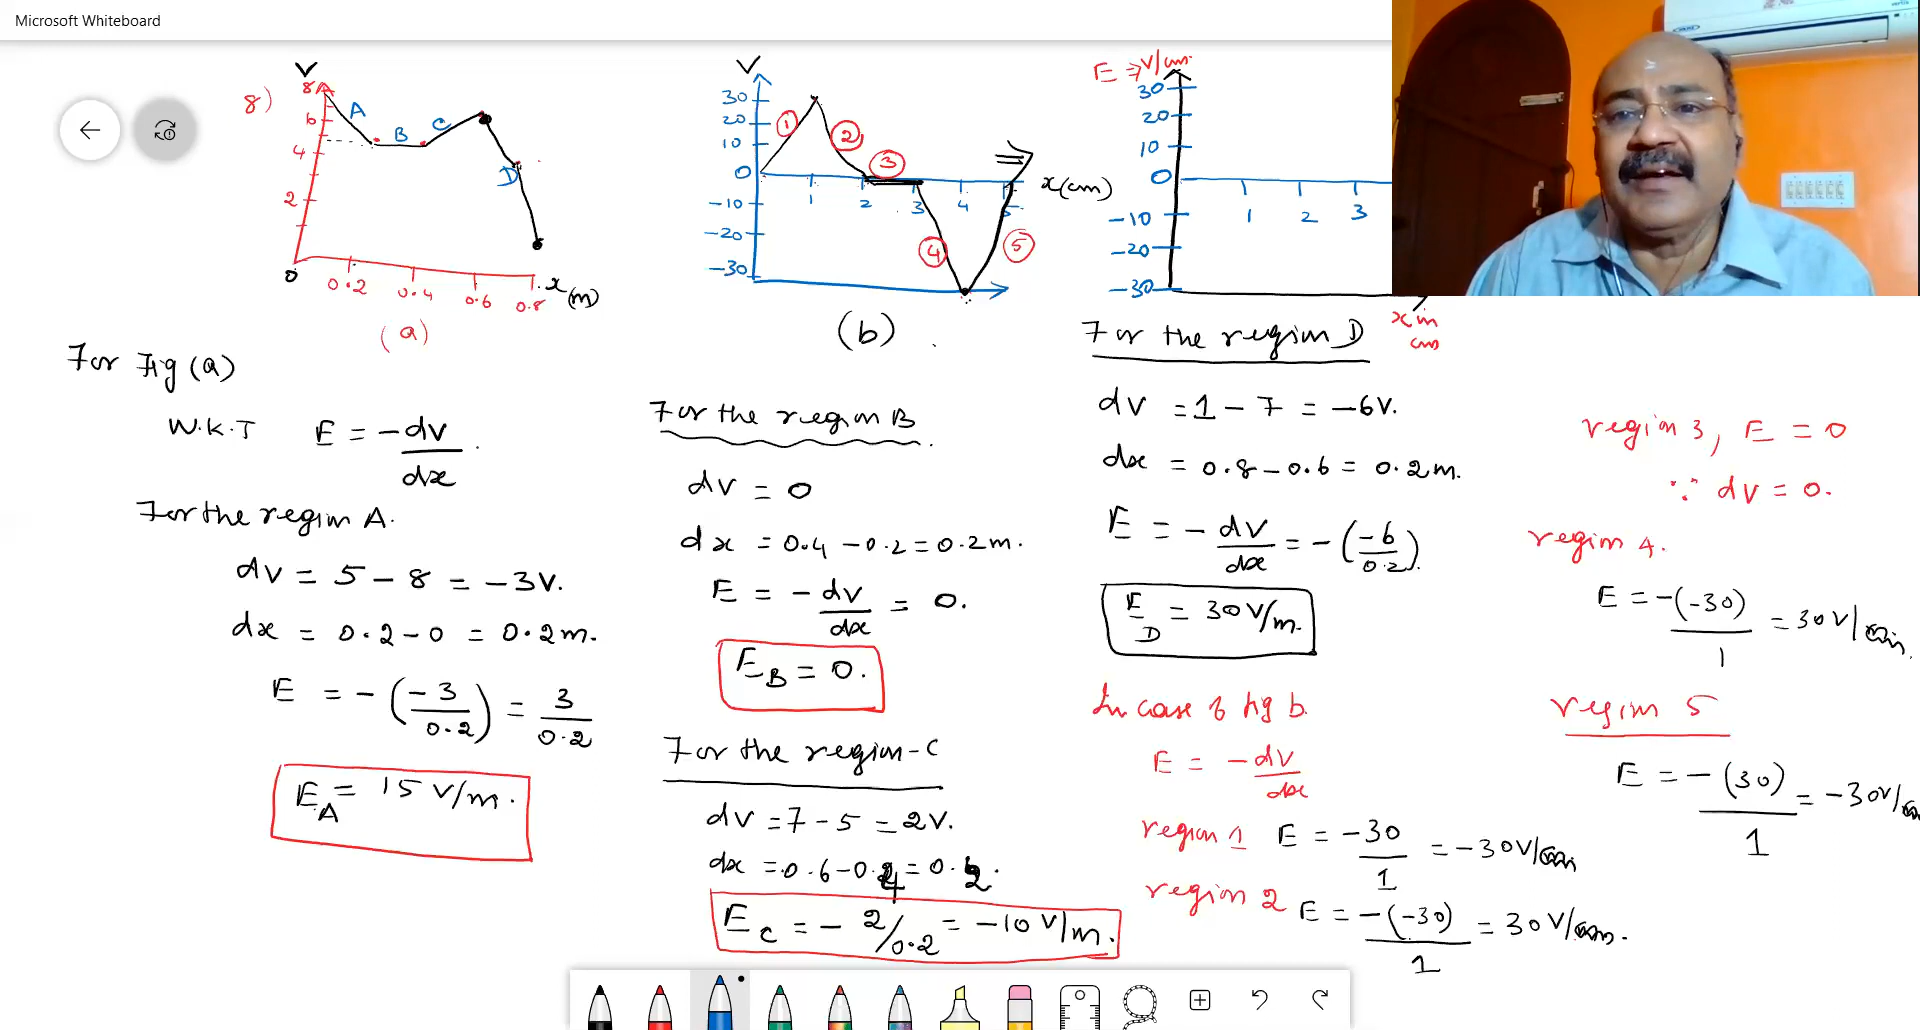 Microsoft Whiteboard
8)
V
8
6
4
2
0
A
B
C
D
0.2
0.4
0.6
0.8
x(m)
(a)
V
30
20
10
0
-10
-20
-30
1
2
3
4
5
1
2
3
4
5
x(cm)
(b)
E → V/cm
30
20
10
0
-10
-20
-30
1
2
3
x in
cm
For Fig (a)
W.K.T E = -dV/dx.
For the region A.
dV = 5 - 8 = -3V.
dx = 0.2 - 0 = 0.2m.
E = -(-3/0.2) = 3/0.2
E_A = 15 V/m.
For the region B.
dV = 0
dx = 0.4 - 0.2 = 0.2m.
E = -dV/dx = 0.
E_B = 0.
For the region-C
dV = 7 - 5 = 2V.
dx = 0.6 - 0.4 = 0.2.
E_C = - 2/0.2 = -10 V/m.
For the region D
dV = 1 - 7 = -6V.
dx = 0.8 - 0.6 = 0.2m.
E = -dV/dx = -(-6/0.2).
E_D = 30V/m.
In case of fig b.
E = -dV/dx
region 1 E = -30/1 = -30V/cm
region 2 E = -(-30)/1 = 30V/cm.
region 3, E = 0
∵ dV = 0.
region 4.
E = -(-30)/1 = 30V/cm.
region 5
E = -(30)/1 = -30V/cm